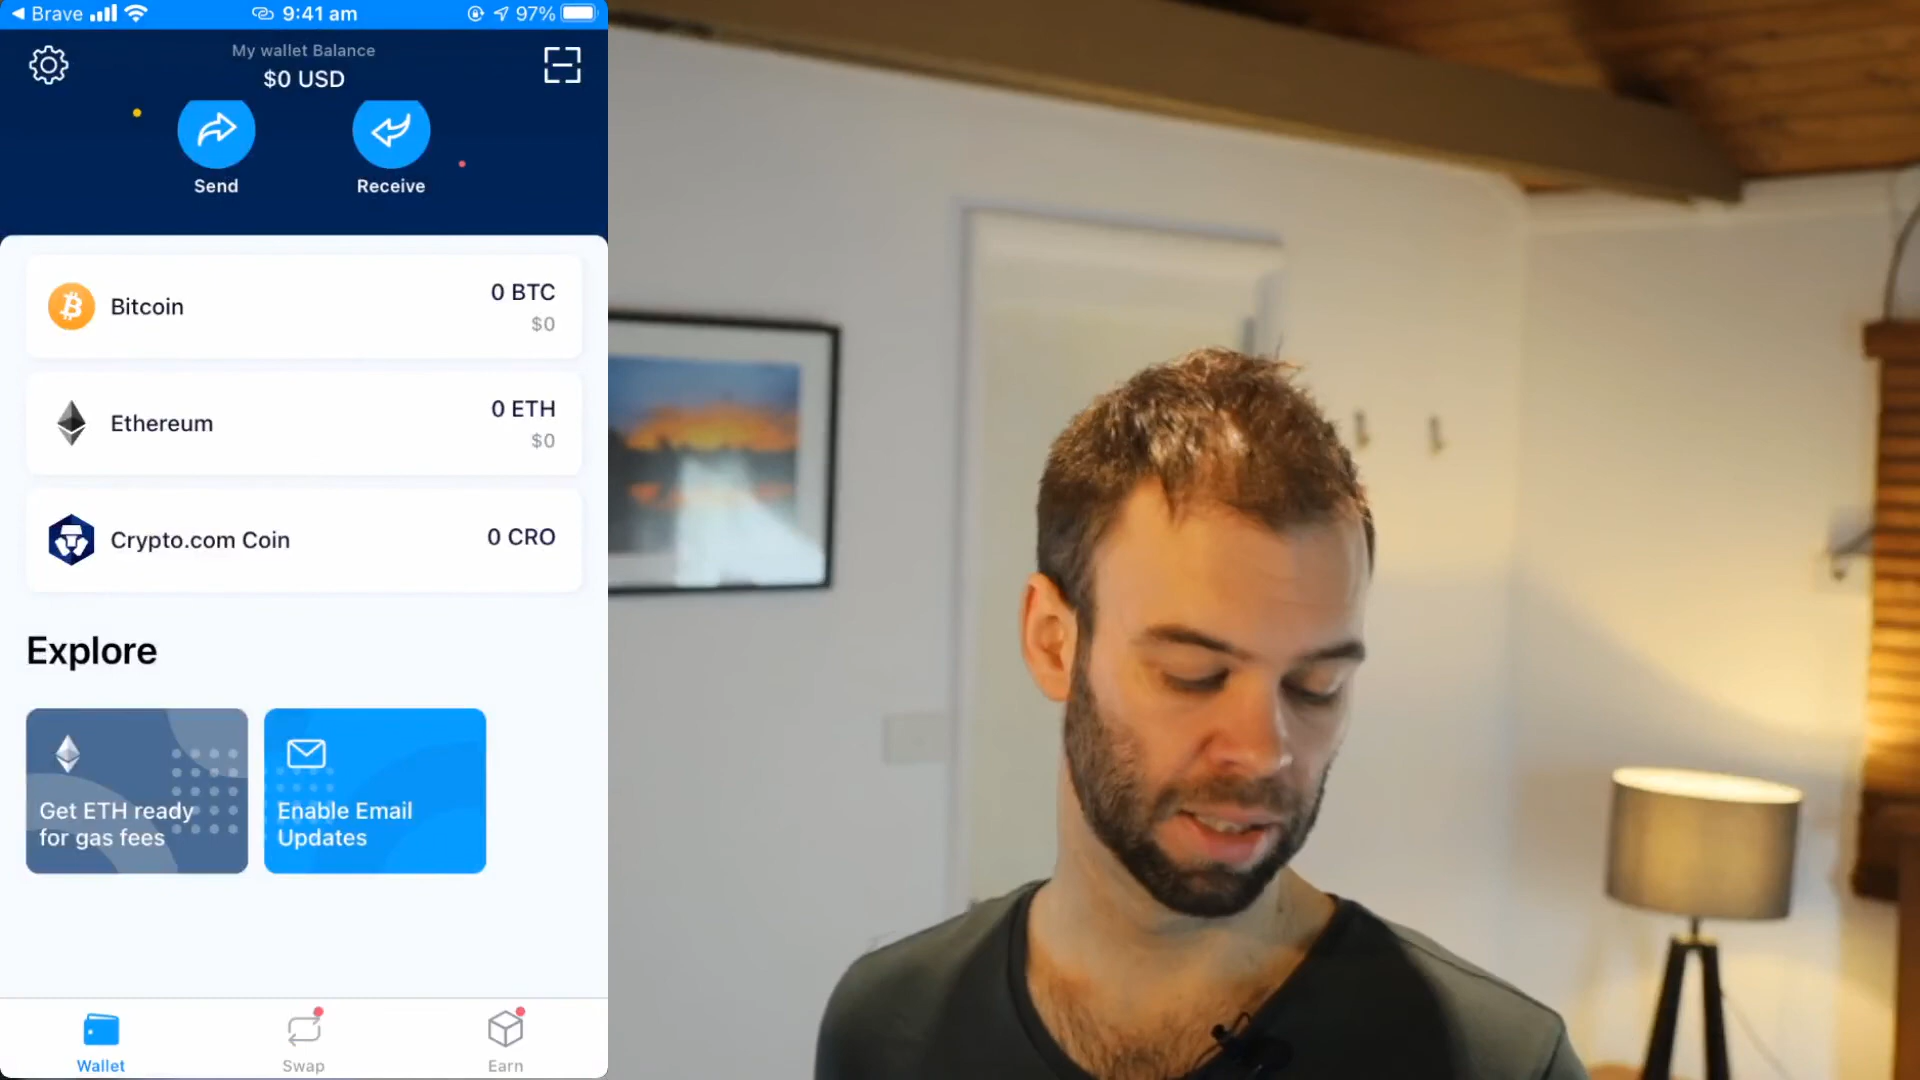 Brave 9:41 am 97%
My wallet Balance
$0 USD
Send Receive
Bitcoin 0 BTC
$0
Ethereum 0 ETH
$0
Crypto.com Coin 0 CRO
Explore
Get ETH ready
for gas fees
Enable Email
Updates
Wallet Swap Earn